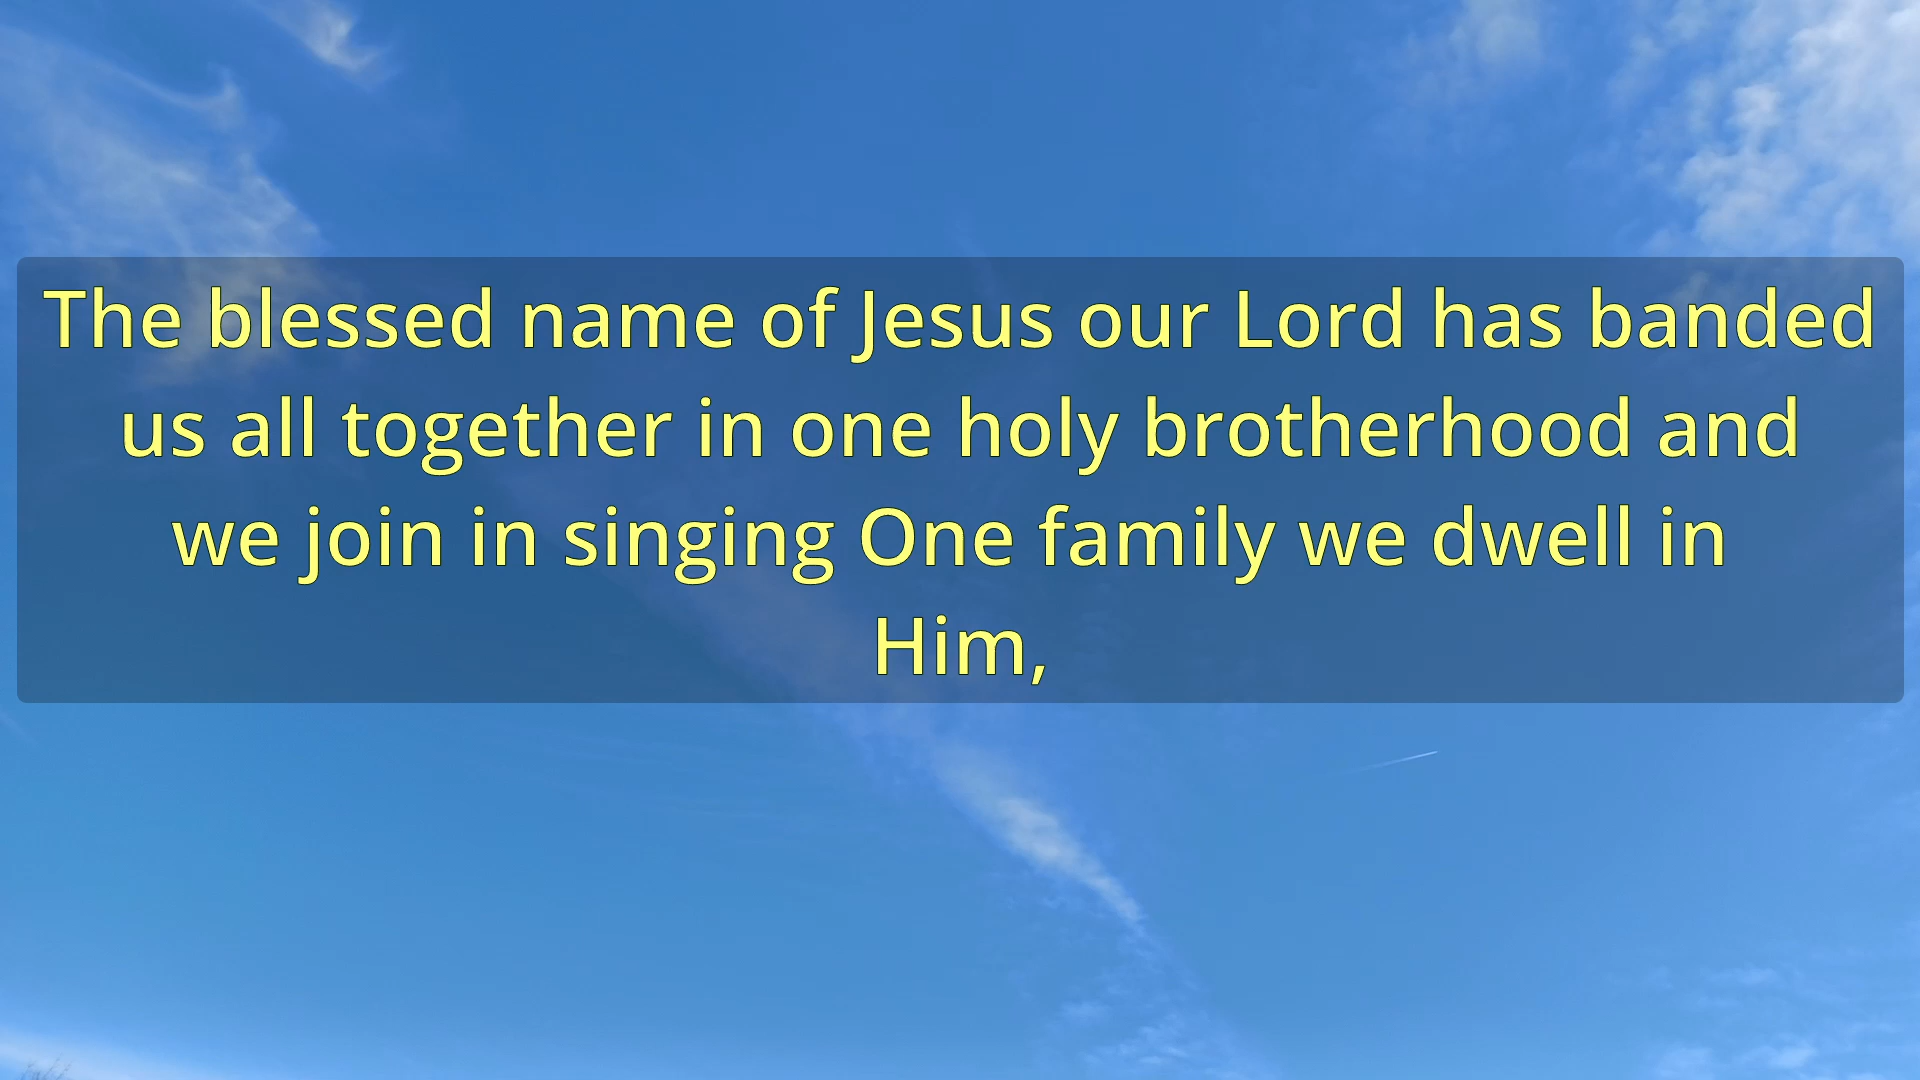 The blessed name of Jesus our Lord has banded
us all together in one holy brotherhood and
we join in singing One family we dwell in
Him,